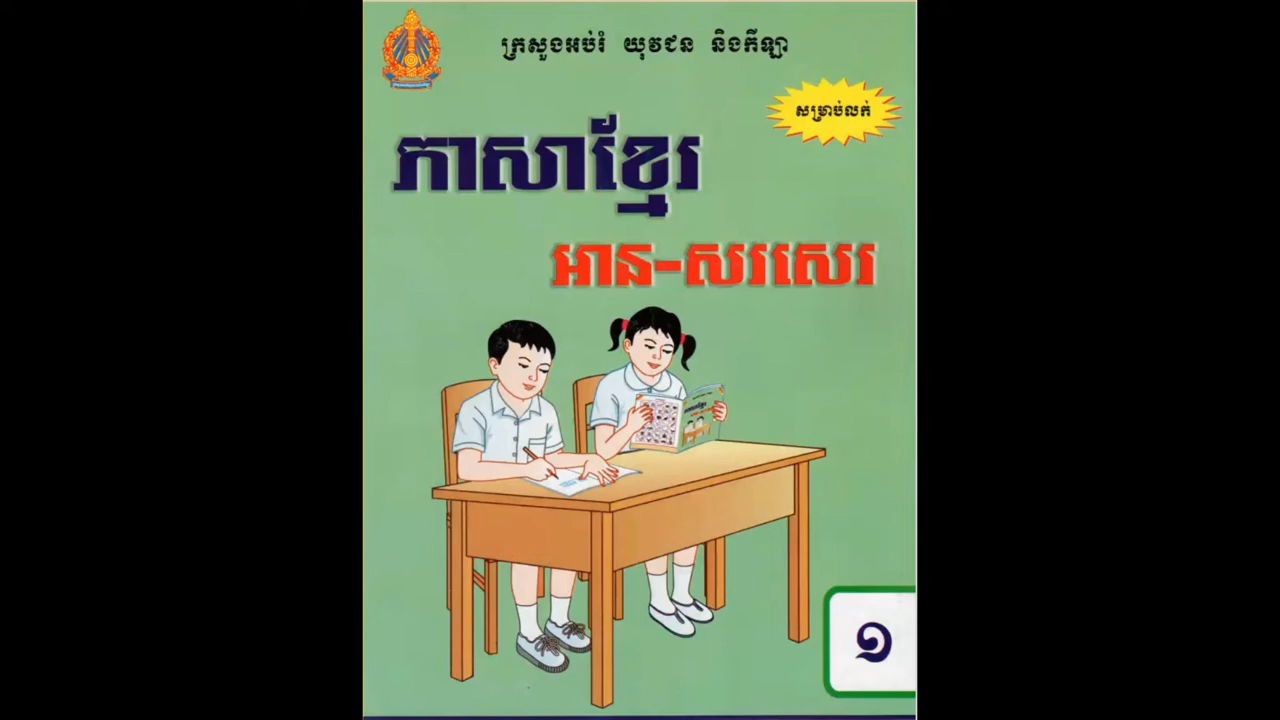 ក្រសួងអប់រំ យុវជន និងកីឡា
សម្រាប់លក់
ភាសាខ្មែរ
អាន-សរសេរ
១